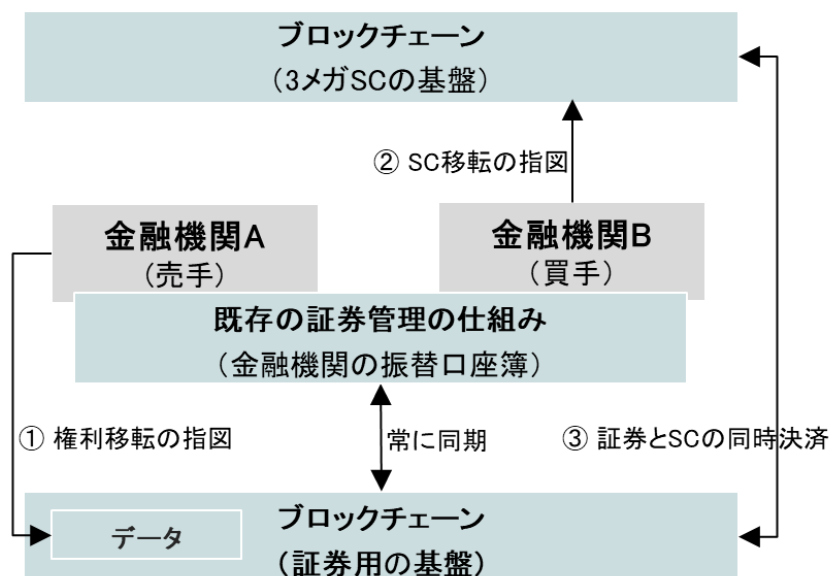 ブロックチェーン
（3メガSCの基盤）
② SC移転の指図
金融機関A
（売手）
金融機関B
（買手）
既存の証券管理の仕組み
（金融機関の振替口座簿）
① 権利移転の指図
常に同期
③ 証券とSCの同時決済
データ
ブロックチェーン
（証券用の基盤）